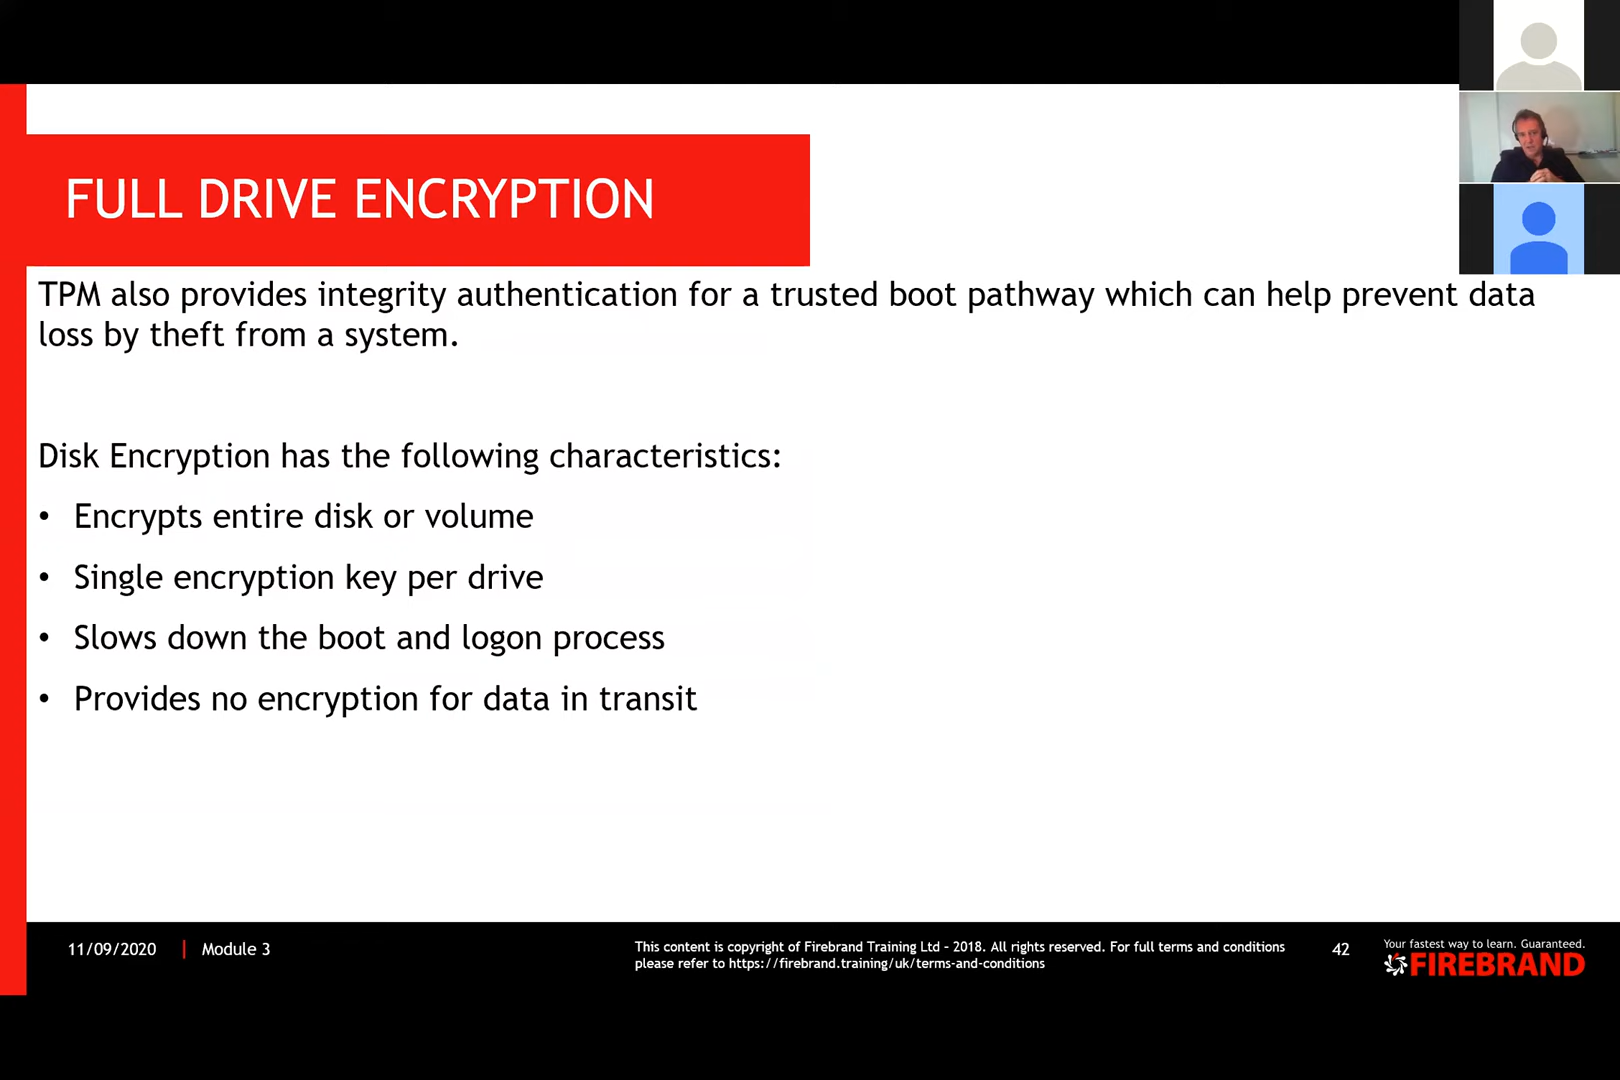 FULL DRIVE ENCRYPTION
TPM also provides integrity authentication for a trusted boot pathway which can help prevent data
loss by theft from a system.
Disk Encryption has the following characteristics:
• Encrypts entire disk or volume
• Single encryption key per drive
• Slows down the boot and logon process
• Provides no encryption for data in transit
11/09/2020 | Module 3
This content is copyright of Firebrand Training Ltd – 2018. All rights reserved. For full terms and conditions
please refer to https://firebrand.training/uk/terms-and-conditions
42
Your fastest way to learn. Guaranteed.
FIREBRAND